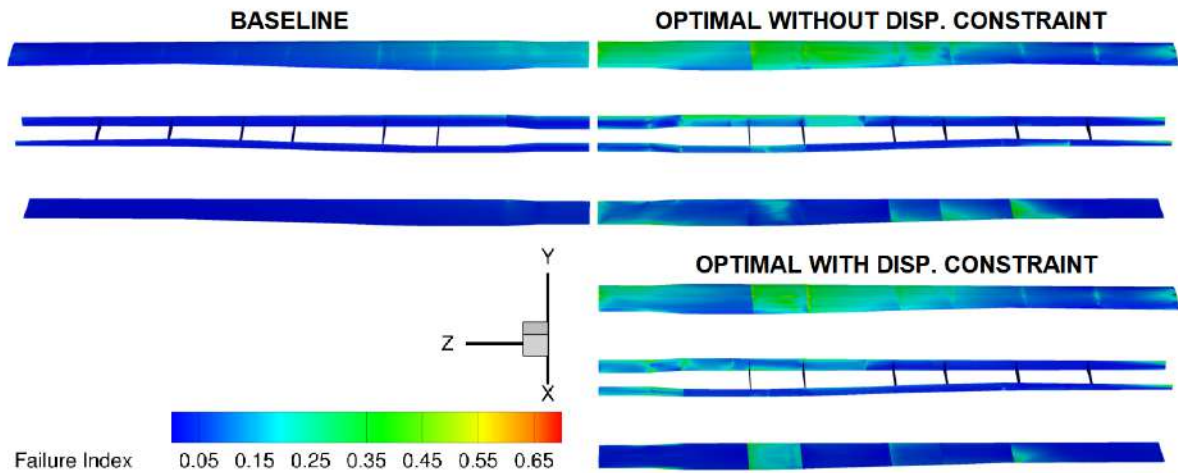 BASELINE
OPTIMAL WITHOUT DISP. CONSTRAINT
OPTIMAL WITH DISP. CONSTRAINT
Y
Z
X
Failure Index 0.05 0.15 0.25 0.35 0.45 0.55 0.65